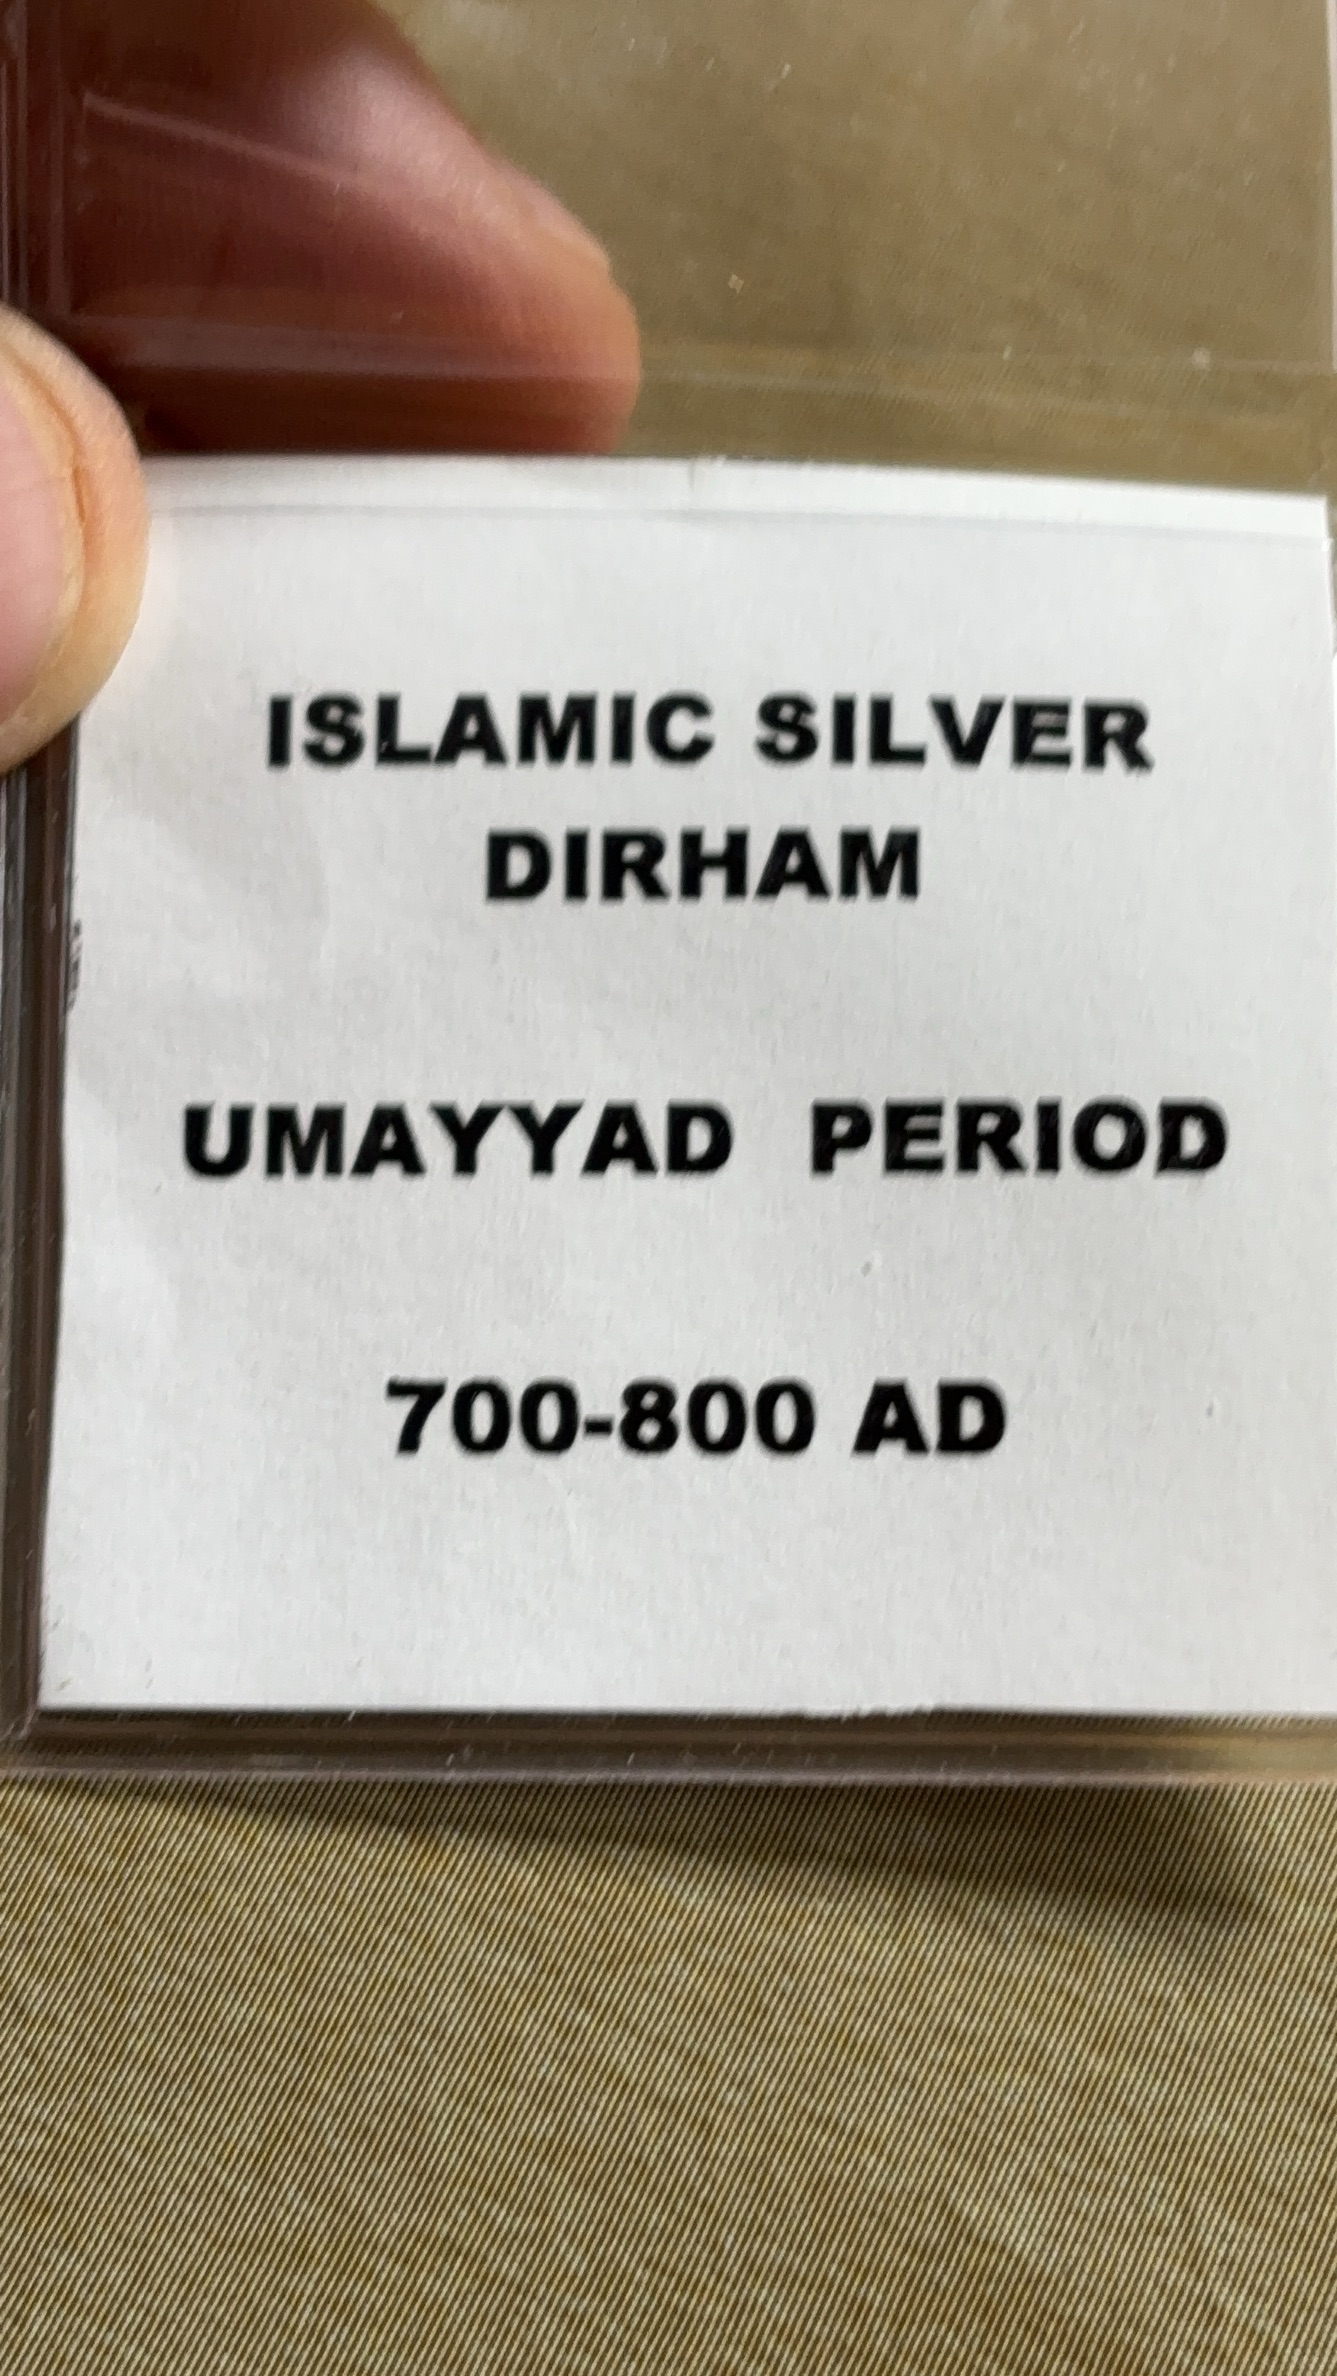 ISLAMIC SILVER
DIRHAM
UMAYYAD PERIOD
700-800 AD